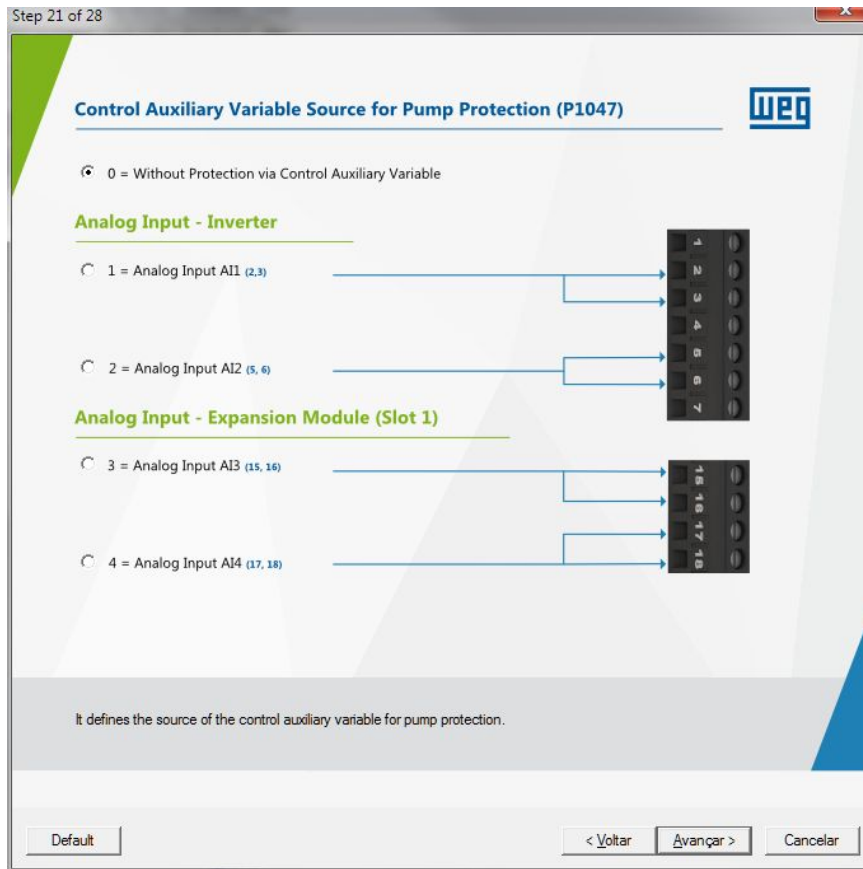 Step 21 of 28
Control Auxiliary Variable Source for Pump Protection (P1047)
weg
0 = Without Protection via Control Auxiliary Variable
Analog Input - Inverter
1 = Analog Input AI1 (2,3)
2 = Analog Input AI2 (5, 6)
1
2
3
4
5
6
7
Analog Input - Expansion Module (Slot 1)
3 = Analog Input AI3 (15, 16)
4 = Analog Input AI4 (17, 18)
15
16
17
18
It defines the source of the control auxiliary variable for pump protection.
Default
< Voltar
Avançar >
Cancelar